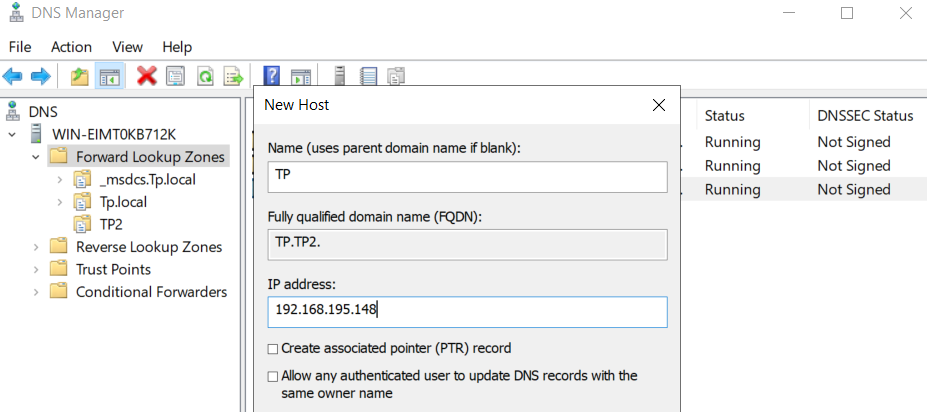 DNS Manager
File Action View Help
DNS
WIN-EIMT0KB712K
Forward Lookup Zones
_msdcs.Tp.local
Tp.local
TP2
Reverse Lookup Zones
Trust Points
Conditional Forwarders
New Host
Name (uses parent domain name if blank):
TP
Fully qualified domain name (FQDN):
TP.TP2.
IP address:
192.168.195.148
Create associated pointer (PTR) record
Allow any authenticated user to update DNS records with the
same owner name
Status DNSSEC Status
Running Not Signed
Running Not Signed
Running Not Signed